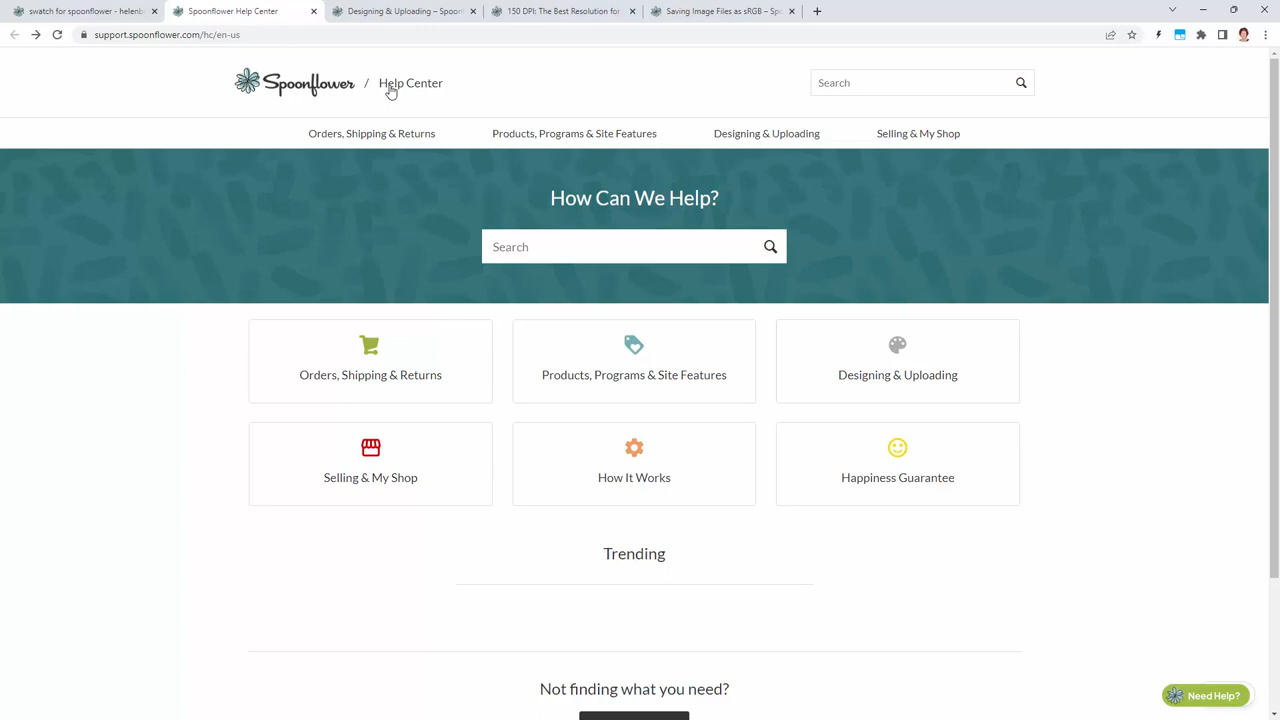 swatch for spoonflower - helenb
Spoonflower Help Center
Designing & Uploading – Spoonf
150 DPI: The Best Resolution for
Saving Image Files as sRGB – Spo
support.spoonflower.com/hc/en-us
Spoonflower / Help Center
Search
Orders, Shipping & Returns
Products, Programs & Site Features
Designing & Uploading
Selling & My Shop
How Can We Help?
Search
Orders, Shipping & Returns
Products, Programs & Site Features
Designing & Uploading
Selling & My Shop
How It Works
Happiness Guarantee
Trending
Not finding what you need?
Need Help?